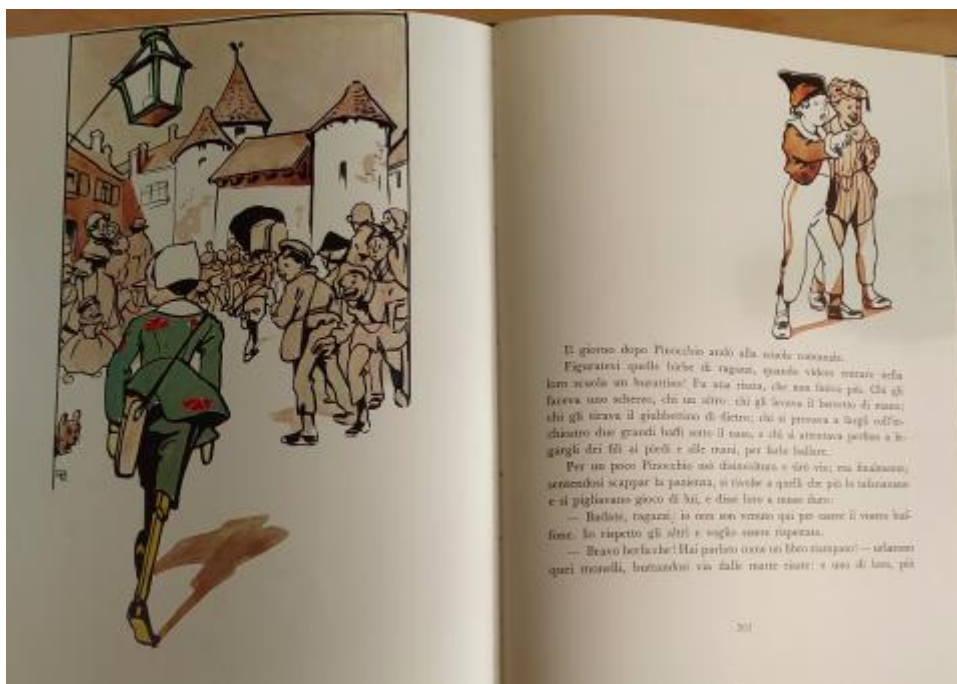 Il giorno dopo Pinocchio andò alla scuola comunale.
Figuratevi quelle birbe di ragazzi, quando videro entrare nella
loro scuola un burattino! Fu una risata, che non finiva più. Chi gli
faceva uno scherzo, chi un altro: chi gli levava il berretto di mano;
chi gli tirava il giubbettino di dietro; chi si provava a fargli coll'in-
chiostro due grandi baffi sotto il naso, e chi si attentava perfino a le-
gargli dei fili ai piedi e alle mani, per farlo ballare.
Per un poco Pinocchio usò disinvoltura e tirò via; ma finalmente,
sentendosi scappar la pazienza, si rivolse a quelli che più lo tafanavano
e si pigliavano gioco di lui, e disse loro a muso duro:
— Badate, ragazzi: io non son venuto qui per essere il vostro buf-
fone. Io rispetto gli altri e voglio essere rispettato.
— Bravo berlicche! Hai parlato come un libro stampato! — urlarono
quei monelli, buttandosi via dalle matte risate: e uno di loro, più